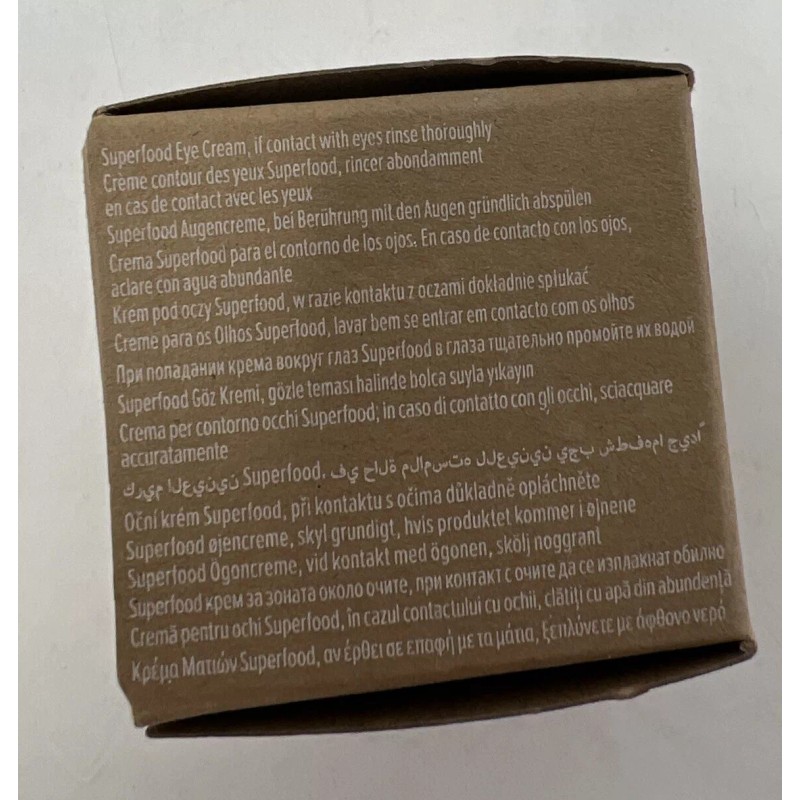 Superfood Eye Cream, if contact with eyes rinse thoroughly
Crème contour des yeux Superfood, rincer abondamment
en cas de contact avec les yeux
Superfood Augencreme, bei Berührung mit den Augen gründlich abspülen
Crema Superfood para el contorno de los ojos. En caso de contacto con los ojos,
aclare con agua abundante
Krem pod oczy Superfood, w razie kontaktu z oczami dokładnie spłukać
Creme para os Olhos Superfood, lavar bem se entrar em contacto com os olhos
При попадании крема вокруг глаз Superfood в глаза тщательно промойте их водой
Superfood Göz Kremi, gözle teması halinde bolca suyla yıkayın
Crema per contorno occhi Superfood; in caso di contatto con gli occhi, sciacquare
accuratamente
كريم العينين Superfood، في حالة ملامسته للعينين يجب شطفهما جيداً
Oční krém Superfood, při kontaktu s očima důkladně opláchněte
Superfood øjencreme, skyl grundigt, hvis produktet kommer i øjnene
Superfood Ögoncreme, vid kontakt med ögonen, skölj noggrant
Superfood крем за зоната около очите, при контакт с очите да се изплакнат обилно
Cremă pentru ochi Superfood, în cazul contactului cu ochii, clătiți cu apă din abundență
Κρέμα Ματιών Superfood, αν έρθει σε επαφή με τα μάτια, ξεπλύνετε με άφθονο νερό